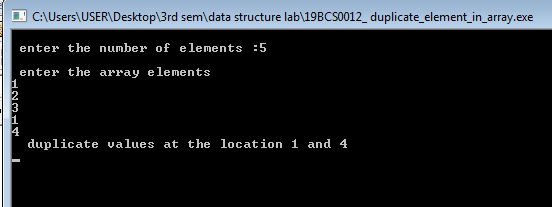 C:\Users\USER\Desktop\3rd sem\data structure lab\19BCS0012_ duplicate_element_in_array.exe
enter the number of elements :5
enter the array elements
1
2
3
1
4
duplicate values at the location 1 and 4